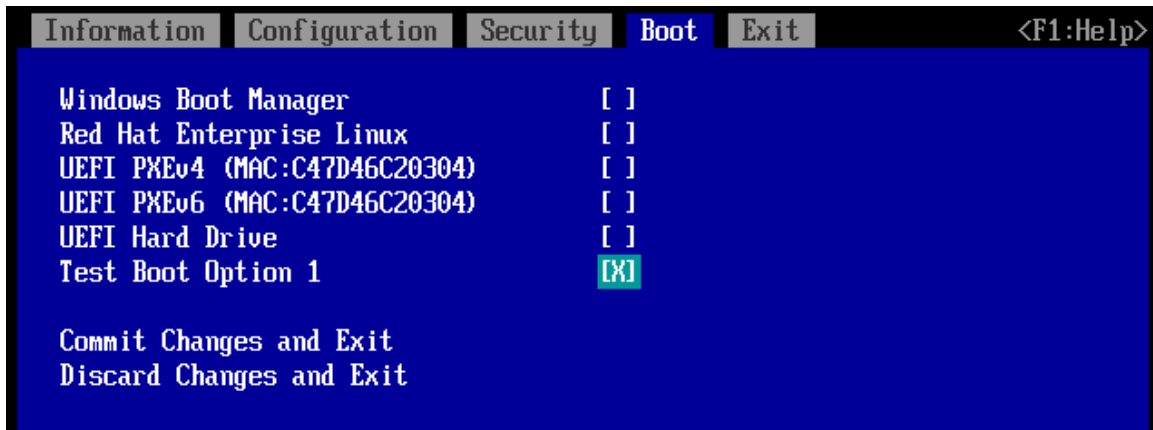 Information Configuration Security Boot Exit <F1:Help>
Windows Boot Manager [ ]
Red Hat Enterprise Linux [ ]
UEFI PXEv4 (MAC:C47D46C20304) [ ]
UEFI PXEv6 (MAC:C47D46C20304) [ ]
UEFI Hard Drive [ ]
Test Boot Option 1 [X]
Commit Changes and Exit
Discard Changes and Exit